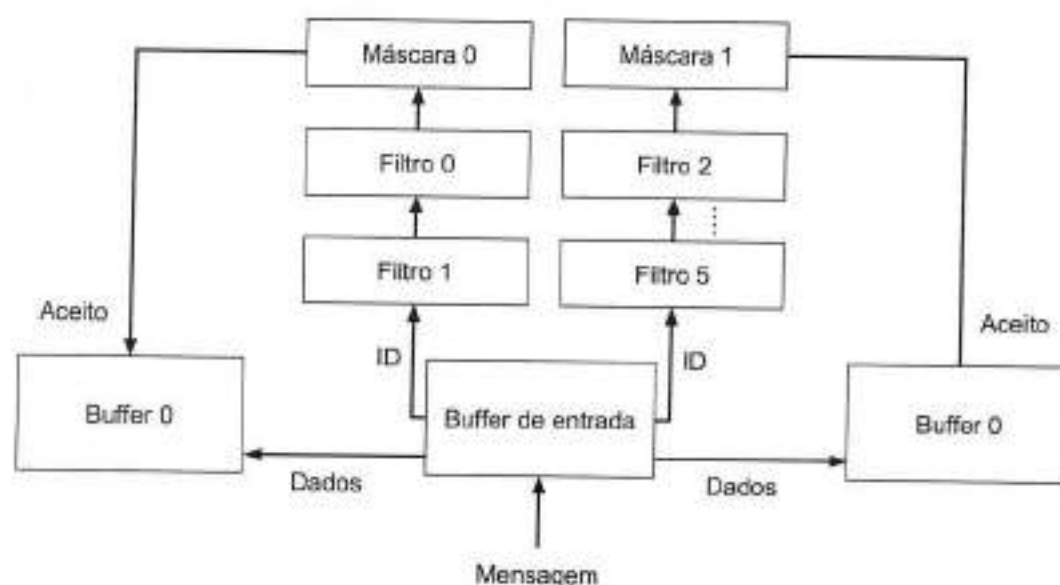 Máscara 0
Máscara 1
Filtro 0
Filtro 2
Filtro 1
Filtro 5
Aceito
ID
ID
Aceito
Buffer 0
Buffer de entrada
Buffer 0
Dados
Dados
Mensagem